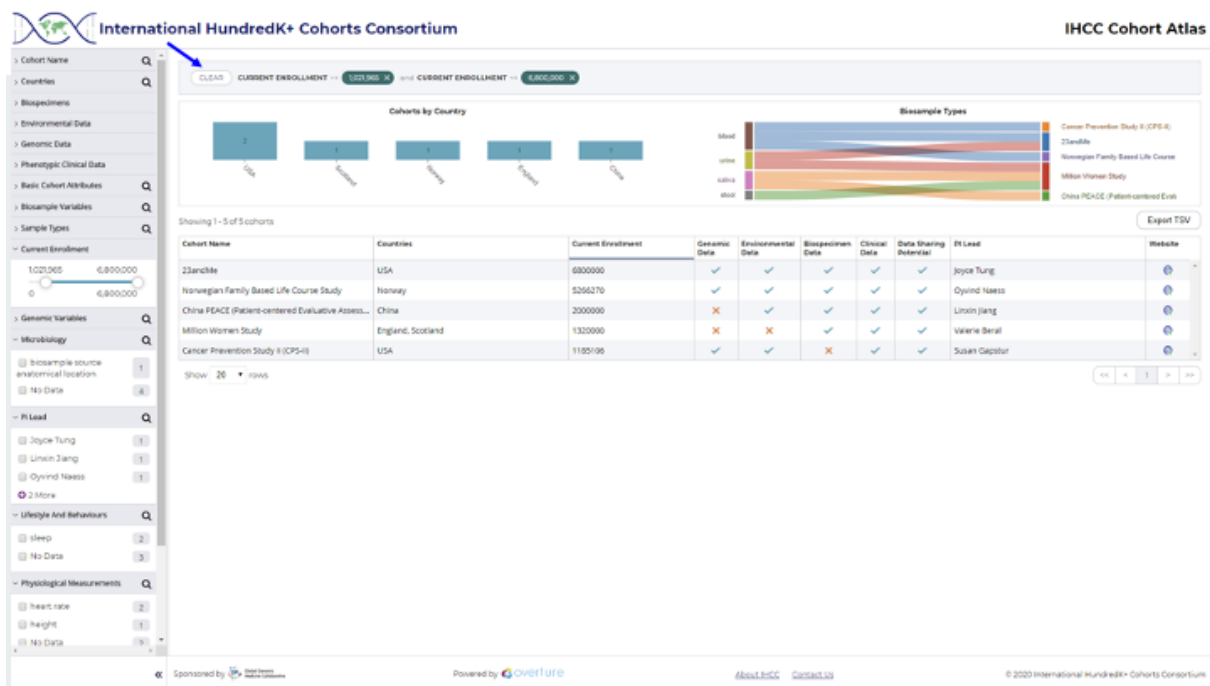 International HundredK+ Cohorts Consortium
IHCC Cohort Atlas
Cohort Name
Countries
Biospecimens
Environmental Data
Genomic Data
Phenotypic Clinical Data
Basic Cohort Attributes
Biosample Variables
Sample Types
Current Enrollment
1,021,965 6,800,000
0 6,800,000
Genomic Variables
Microbiology
biosample source anatomical location 1
No Data 4
PI Lead
Joyce Tung 1
Linxin Jiang 1
Oyvind Naess 1
2 More
Lifestyle And Behaviours
sleep 2
No Data 3
Physiological Measurements
heart rate 2
height 1
No Data
CLEAR CURRENT ENROLLMENT 1,021,965 X and CURRENT ENROLLMENT 6,800,000 X
Cohorts by Country
2 1 1 1 1
USA Scotland Norway England China
Biosample Types
blood
urine
saliva
stool
Cancer Prevention Study II (CPS-II)
23andMe
Norwegian Family Based Life Course
Million Women Study
China PEACE (Patient-centered Eval
Showing 1 - 5 of 5 cohorts
Export TSV
Cohort Name Countries Current Enrollment Genomic Data Environmental Data Biospecimen Data Clinical Data Data Sharing Potential PI Lead Website
23andMe USA 6800000 Joyce Tung
Norwegian Family Based Life Course Study Norway 5266270 Oyvind Naess
China PEACE (Patient-centered Evaluative Assess... China 2000000 Linxin Jiang
Million Women Study England, Scotland 1320000 Valerie Beral
Cancer Prevention Study II (CPS-II) USA 1185106 Susan Gapstur
Show 20 rows
<< < 1 > >>
Sponsored by
Powered by overture
About IHCC Contact Us
© 2020 International HundredK+ Cohorts Consortium